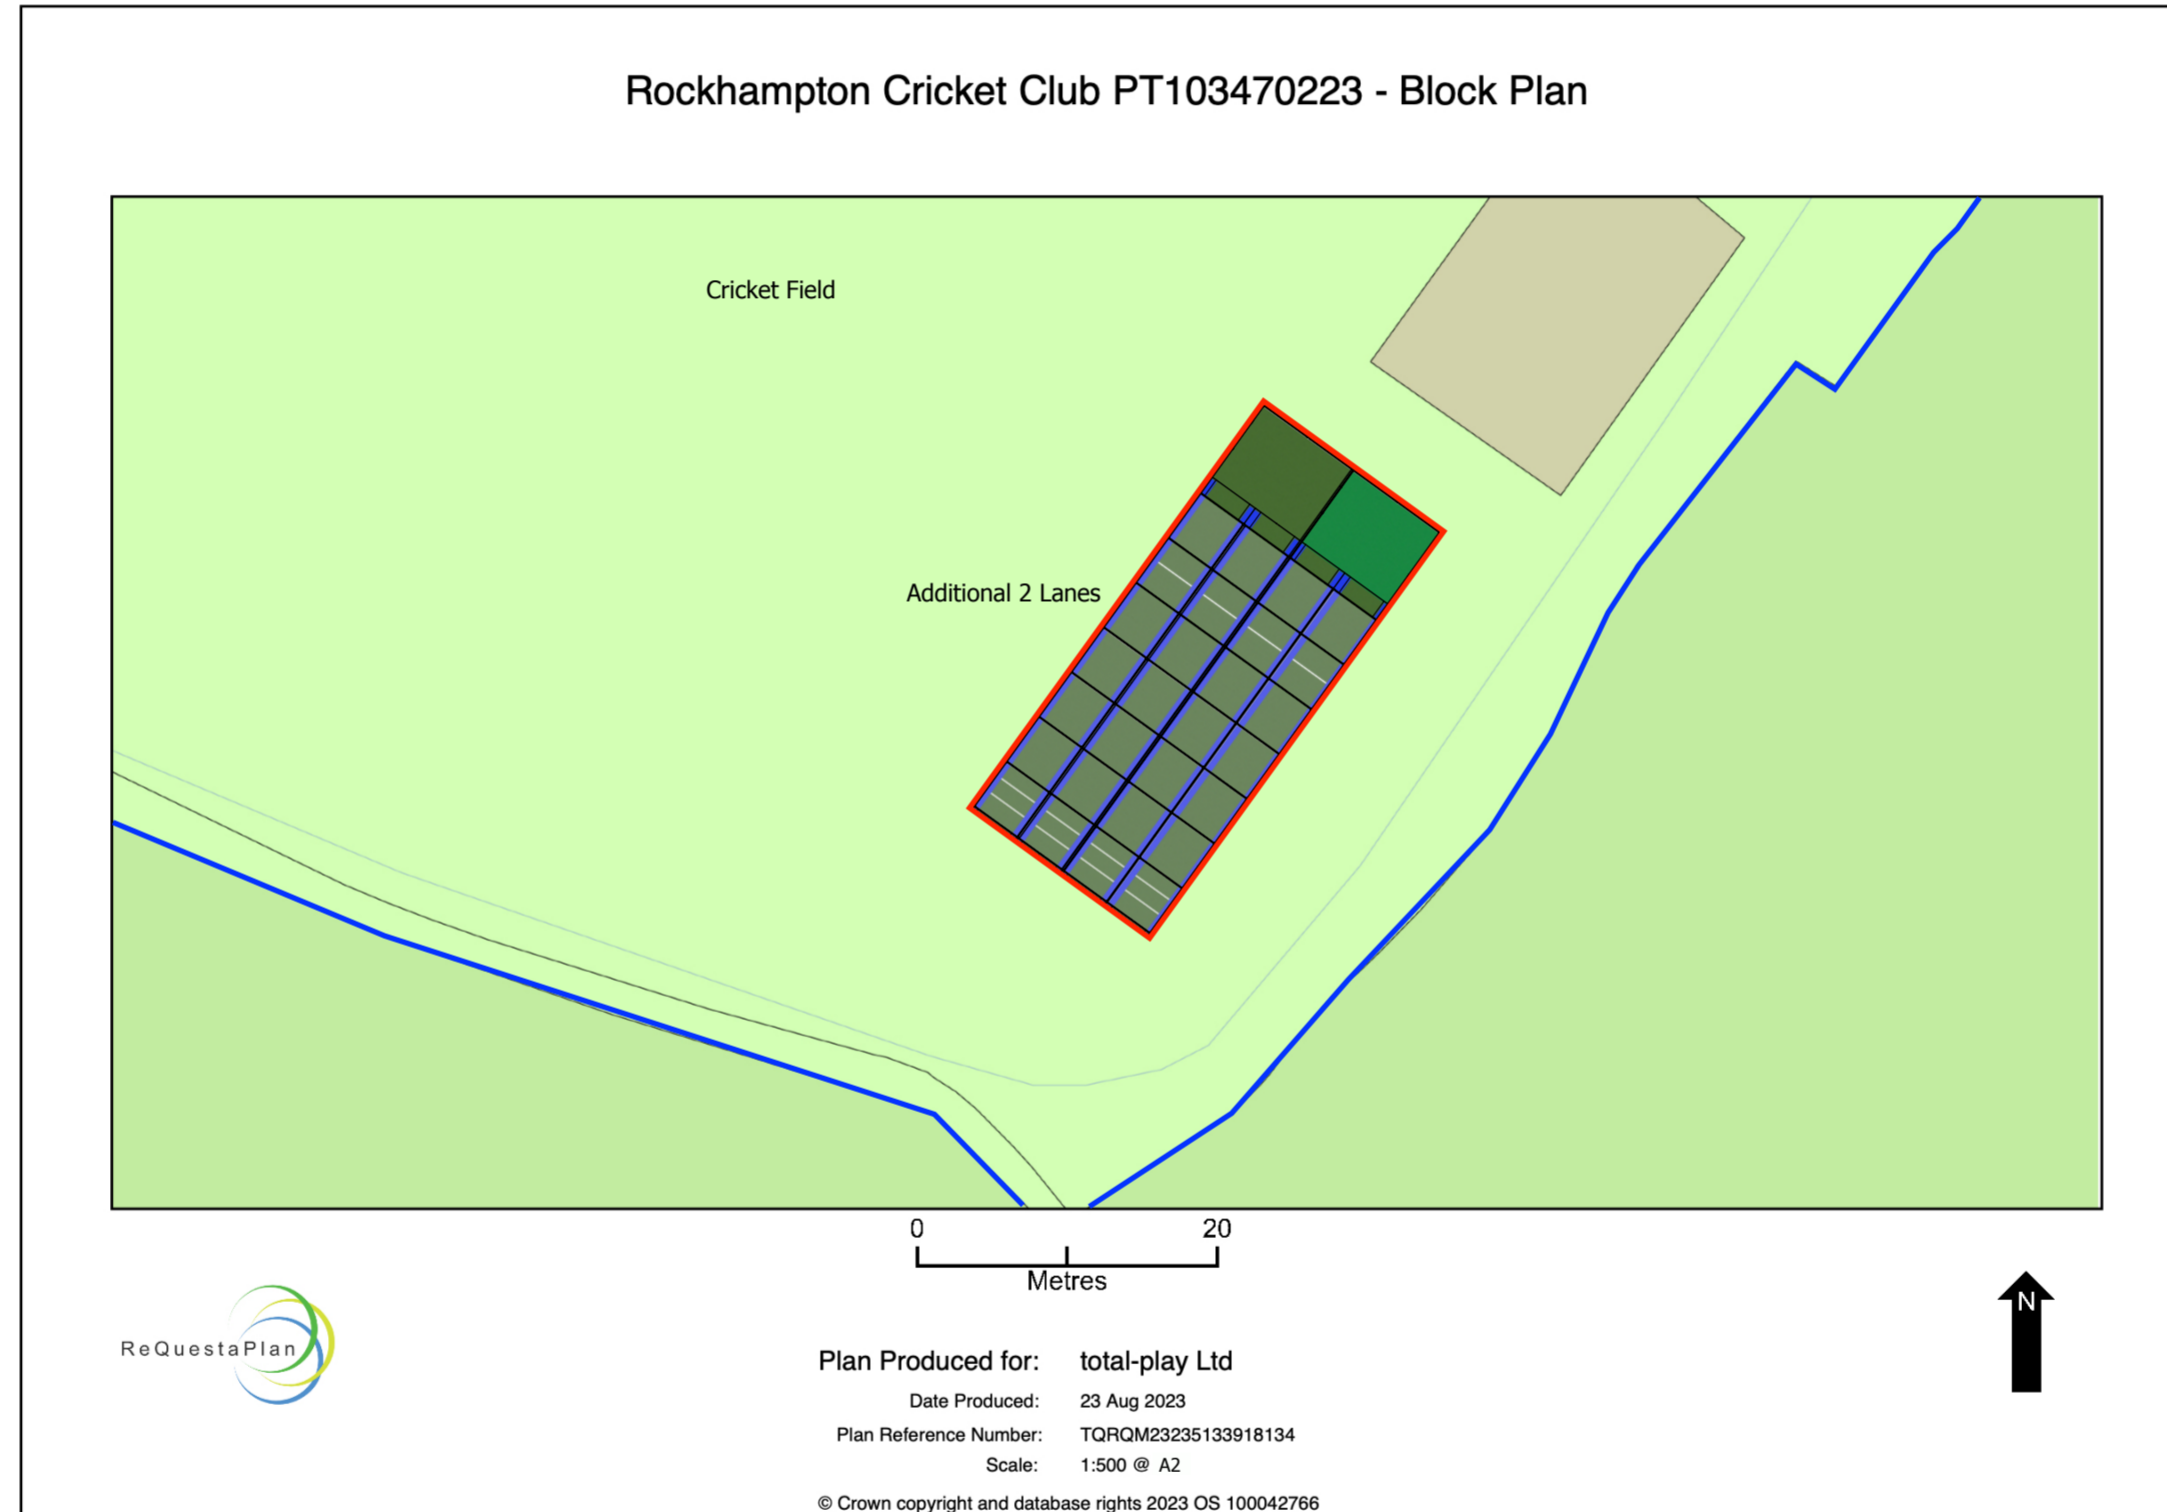 Rockhampton Cricket Club PT103470223 - Block Plan
Cricket Field
Additional 2 Lanes
0 20
Metres
N
ReQuestaPlan
Plan Produced for: total-play Ltd
Date Produced: 23 Aug 2023
Plan Reference Number: TQRQM23235133918134
Scale: 1:500 @ A2
© Crown copyright and database rights 2023 OS 100042766